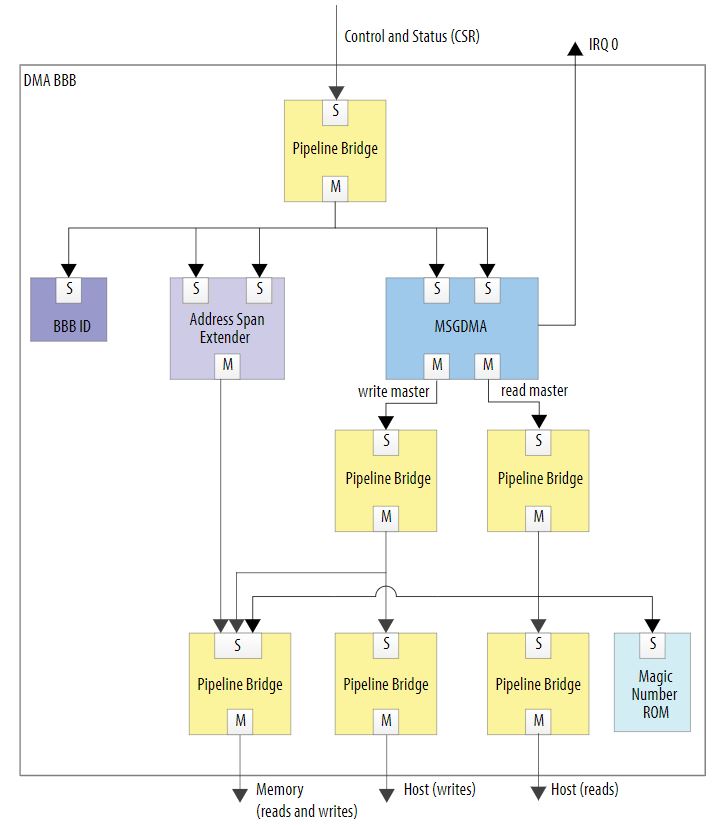 Control and Status (CSR)
IRQ 0
DMA BBB
S
Pipeline Bridge
M
S
S
S
S
S
BBB ID
Address Span
Extender
MSGDMA
M
M
M
write master
read master
S
S
Pipeline Bridge
Pipeline Bridge
M
M
S
S
S
S
Pipeline Bridge
Pipeline Bridge
Pipeline Bridge
Magic
Number
ROM
M
M
M
Memory
(reads and writes)
Host (writes)
Host (reads)